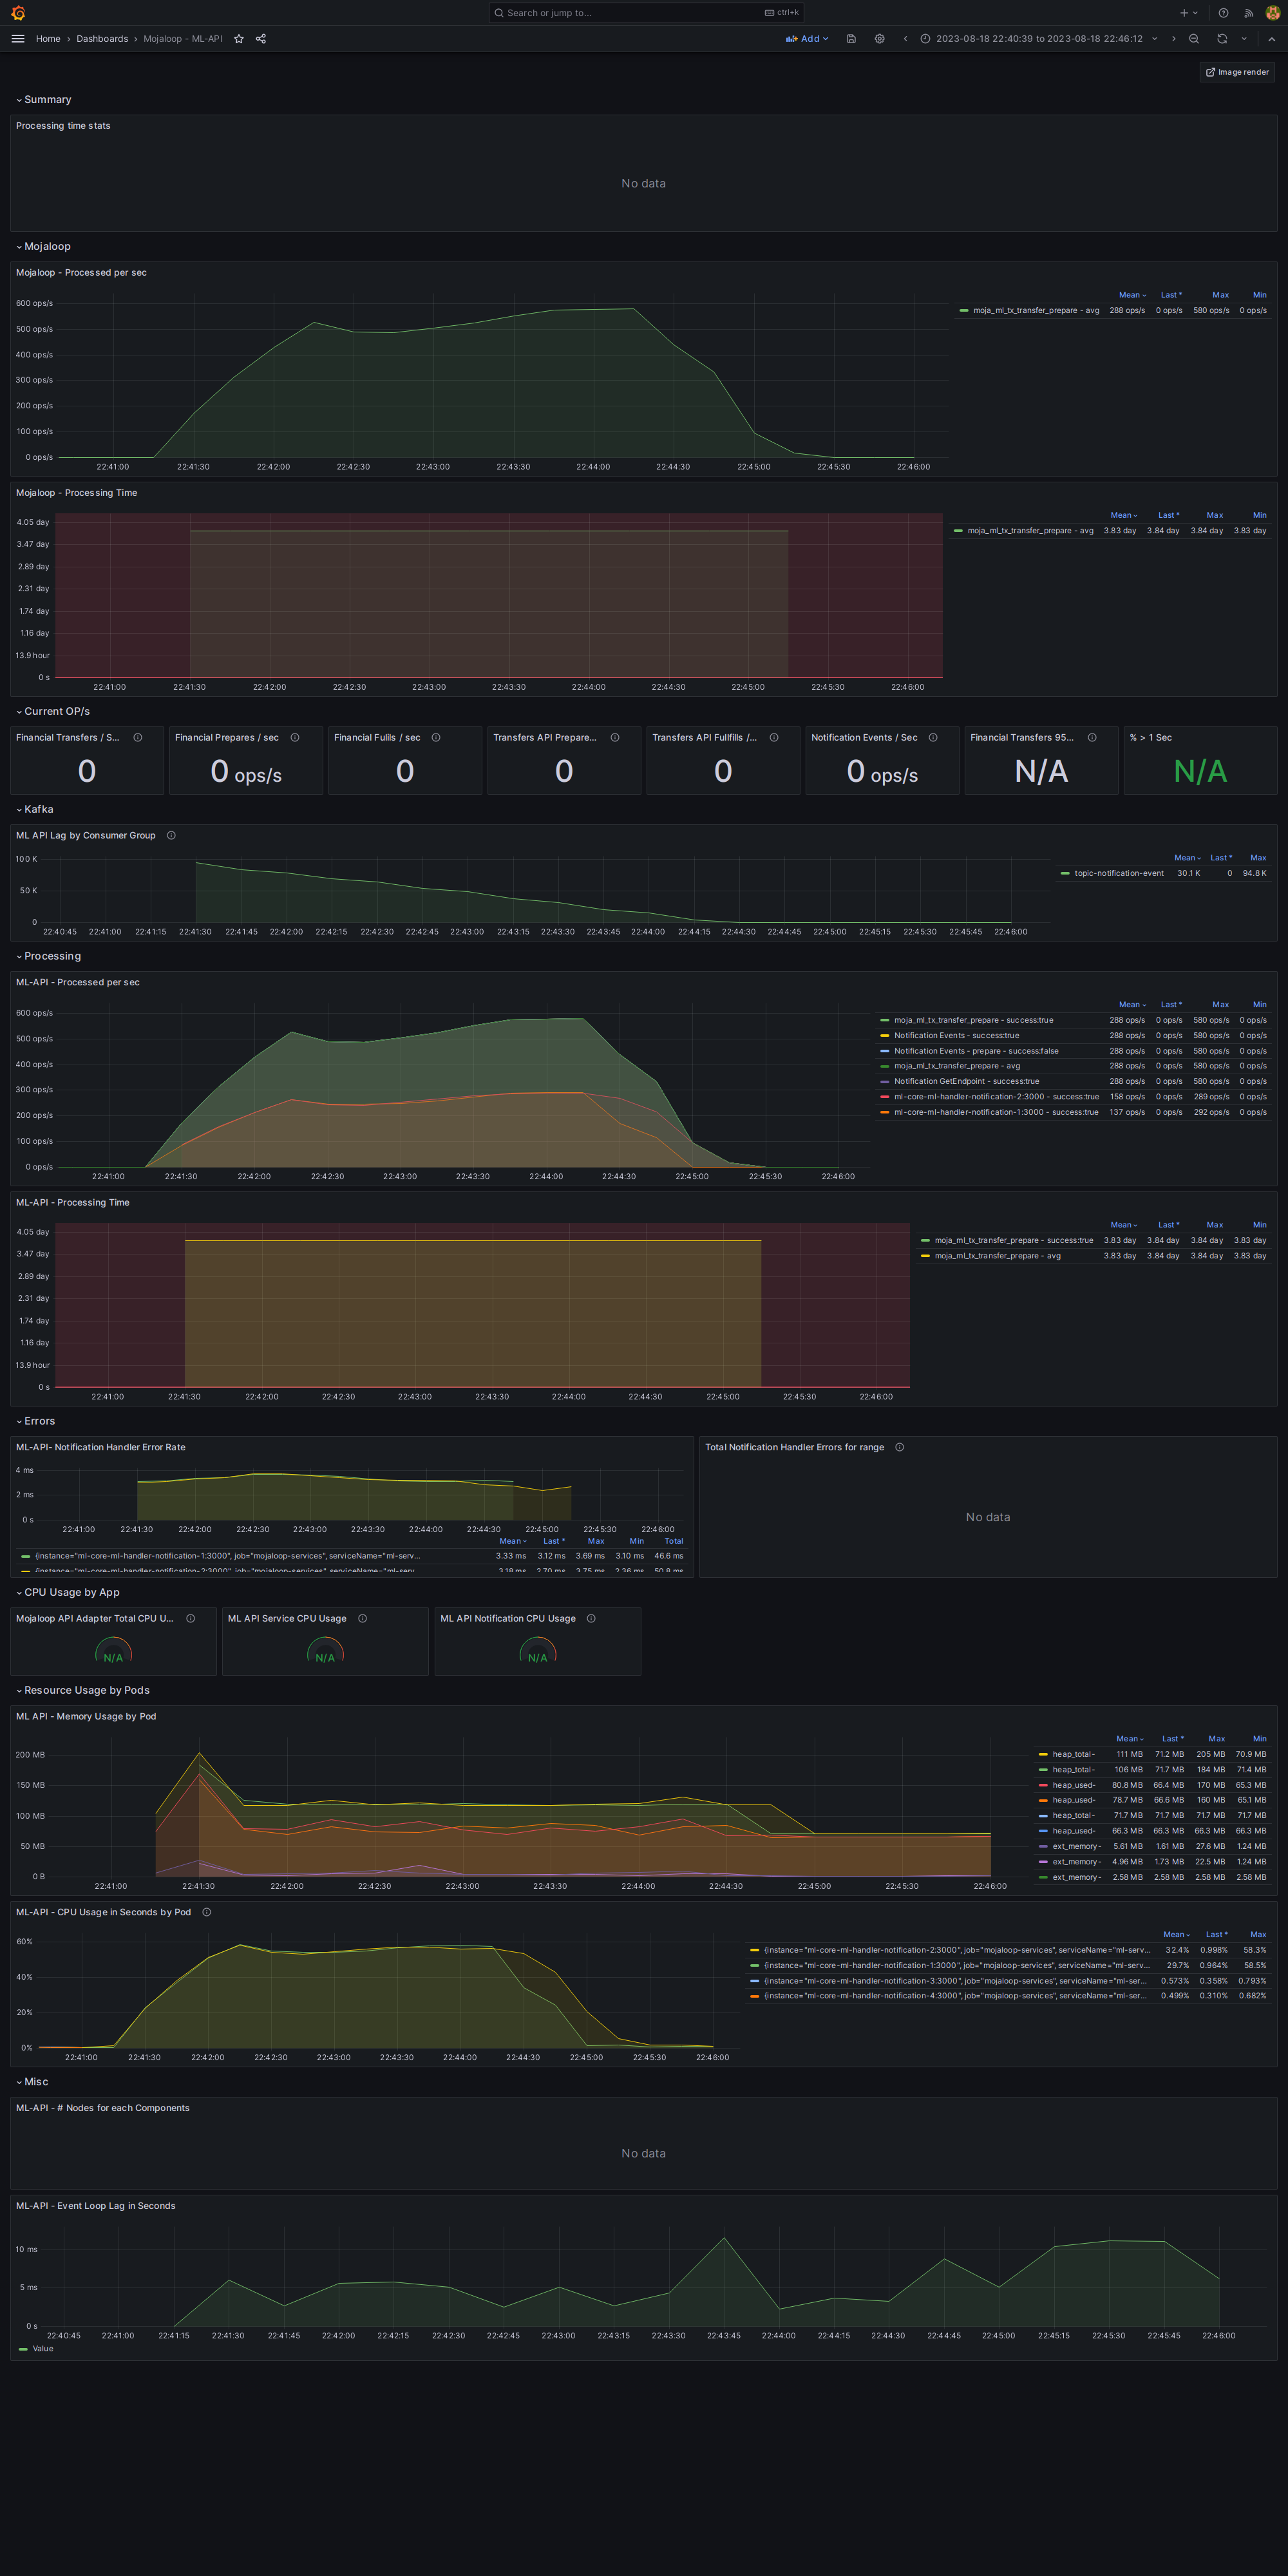 Search or jump to...
ctrl+k
Home › Dashboards › Mojaloop - ML-API
Add
2023-08-18 22:40:39 to 2023-08-18 22:46:12
Image render
Summary
Processing time stats
No data
Mojaloop
Mojaloop - Processed per sec
600 ops/s
500 ops/s
400 ops/s
300 ops/s
200 ops/s
100 ops/s
0 ops/s
22:41:00 22:41:30 22:42:00 22:42:30 22:43:00 22:43:30 22:44:00 22:44:30 22:45:00 22:45:30 22:46:00
Mean Last * Max Min
moja_ml_tx_transfer_prepare - avg 288 ops/s 0 ops/s 580 ops/s 0 ops/s
Mojaloop - Processing Time
4.05 day
3.47 day
2.89 day
2.31 day
1.74 day
1.16 day
13.9 hour
0 s
22:41:00 22:41:30 22:42:00 22:42:30 22:43:00 22:43:30 22:44:00 22:44:30 22:45:00 22:45:30 22:46:00
Mean Last * Max Min
moja_ml_tx_transfer_prepare - avg 3.83 day 3.84 day 3.84 day 3.83 day
Current OP/s
Financial Transfers / S...
0
Financial Prepares / sec
0 ops/s
Financial Fulils / sec
0
Transfers API Prepare...
0
Transfers API Fullfills /...
0
Notification Events / Sec
0 ops/s
Financial Transfers 95...
N/A
% > 1 Sec
N/A
Kafka
ML API Lag by Consumer Group
100 K
50 K
0
22:40:45 22:41:00 22:41:15 22:41:30 22:41:45 22:42:00 22:42:15 22:42:30 22:42:45 22:43:00 22:43:15 22:43:30 22:43:45 22:44:00 22:44:15 22:44:30 22:44:45 22:45:00 22:45:15 22:45:30 22:45:45 22:46:00
Mean Last * Max
topic-notification-event 30.1 K 0 94.8 K
Processing
ML-API - Processed per sec
600 ops/s
500 ops/s
400 ops/s
300 ops/s
200 ops/s
100 ops/s
0 ops/s
22:41:00 22:41:30 22:42:00 22:42:30 22:43:00 22:43:30 22:44:00 22:44:30 22:45:00 22:45:30 22:46:00
Mean Last * Max Min
moja_ml_tx_transfer_prepare - success:true 288 ops/s 0 ops/s 580 ops/s 0 ops/s
Notification Events - success:true 288 ops/s 0 ops/s 580 ops/s 0 ops/s
Notification Events - prepare - success:false 288 ops/s 0 ops/s 580 ops/s 0 ops/s
moja_ml_tx_transfer_prepare - avg 288 ops/s 0 ops/s 580 ops/s 0 ops/s
Notification GetEndpoint - success:true 288 ops/s 0 ops/s 580 ops/s 0 ops/s
ml-core-ml-handler-notification-2:3000 - success:true 158 ops/s 0 ops/s 289 ops/s 0 ops/s
ml-core-ml-handler-notification-1:3000 - success:true 137 ops/s 0 ops/s 292 ops/s 0 ops/s
ML-API - Processing Time
4.05 day
3.47 day
2.89 day
2.31 day
1.74 day
1.16 day
13.9 hour
0 s
22:41:00 22:41:30 22:42:00 22:42:30 22:43:00 22:43:30 22:44:00 22:44:30 22:45:00 22:45:30 22:46:00
Mean Last * Max Min
moja_ml_tx_transfer_prepare - success:true 3.83 day 3.84 day 3.84 day 3.83 day
moja_ml_tx_transfer_prepare - avg 3.83 day 3.84 day 3.84 day 3.83 day
Errors
ML-API- Notification Handler Error Rate
4 ms
2 ms
0 s
22:41:00 22:41:30 22:42:00 22:42:30 22:43:00 22:43:30 22:44:00 22:44:30 22:45:00 22:45:30 22:46:00
Mean Last * Max Min Total
{instance="ml-core-ml-handler-notification-1:3000", job="mojaloop-services", serviceName="ml-serv... 3.33 ms 3.12 ms 3.69 ms 3.10 ms 46.6 ms
{instance="ml-core-ml-handler-notification-2:3000", job="mojaloop-services", serviceName="ml-serv... 3.18 ms 2.70 ms 3.75 ms 2.36 ms 50.8 ms
Total Notification Handler Errors for range
No data
CPU Usage by App
Mojaloop API Adapter Total CPU U...
N/A
ML API Service CPU Usage
N/A
ML API Notification CPU Usage
N/A
Resource Usage by Pods
ML API - Memory Usage by Pod
200 MB
150 MB
100 MB
50 MB
0 B
22:41:00 22:41:30 22:42:00 22:42:30 22:43:00 22:43:30 22:44:00 22:44:30 22:45:00 22:45:30 22:46:00
Mean Last * Max Min
heap_total- 111 MB 71.2 MB 205 MB 70.9 MB
heap_total- 106 MB 71.7 MB 184 MB 71.4 MB
heap_used- 80.8 MB 66.4 MB 170 MB 65.3 MB
heap_used- 78.7 MB 66.6 MB 160 MB 65.1 MB
heap_total- 71.7 MB 71.7 MB 71.7 MB 71.7 MB
heap_used- 66.3 MB 66.3 MB 66.3 MB 66.3 MB
ext_memory- 5.61 MB 1.61 MB 27.6 MB 1.24 MB
ext_memory- 4.96 MB 1.73 MB 22.5 MB 1.24 MB
ext_memory- 2.58 MB 2.58 MB 2.58 MB 2.58 MB
ML-API - CPU Usage in Seconds by Pod
60%
40%
20%
0%
22:41:00 22:41:30 22:42:00 22:42:30 22:43:00 22:43:30 22:44:00 22:44:30 22:45:00 22:45:30 22:46:00
Mean Last * Max
{instance="ml-core-ml-handler-notification-2:3000", job="mojaloop-services", serviceName="ml-serv... 32.4% 0.998% 58.3%
{instance="ml-core-ml-handler-notification-1:3000", job="mojaloop-services", serviceName="ml-serv... 29.7% 0.964% 58.5%
{instance="ml-core-ml-handler-notification-3:3000", job="mojaloop-services", serviceName="ml-ser... 0.573% 0.358% 0.793%
{instance="ml-core-ml-handler-notification-4:3000", job="mojaloop-services", serviceName="ml-ser... 0.499% 0.310% 0.682%
Misc
ML-API - # Nodes for each Components
No data
ML-API - Event Loop Lag in Seconds
10 ms
5 ms
0 s
22:40:45 22:41:00 22:41:15 22:41:30 22:41:45 22:42:00 22:42:15 22:42:30 22:42:45 22:43:00 22:43:15 22:43:30 22:43:45 22:44:00 22:44:15 22:44:30 22:44:45 22:45:00 22:45:15 22:45:30 22:45:45 22:46:00
Value